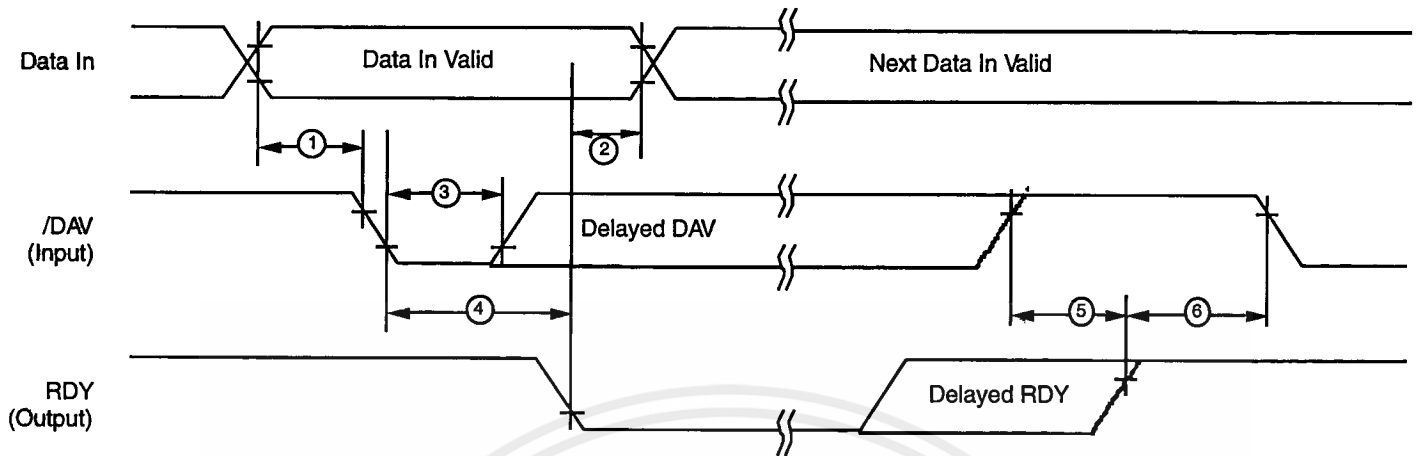 Data In
Data In Valid
Next Data In Valid
1
2
3
/DAV
(Input)
Delayed DAV
4
5
6
RDY
(Output)
Delayed RDY